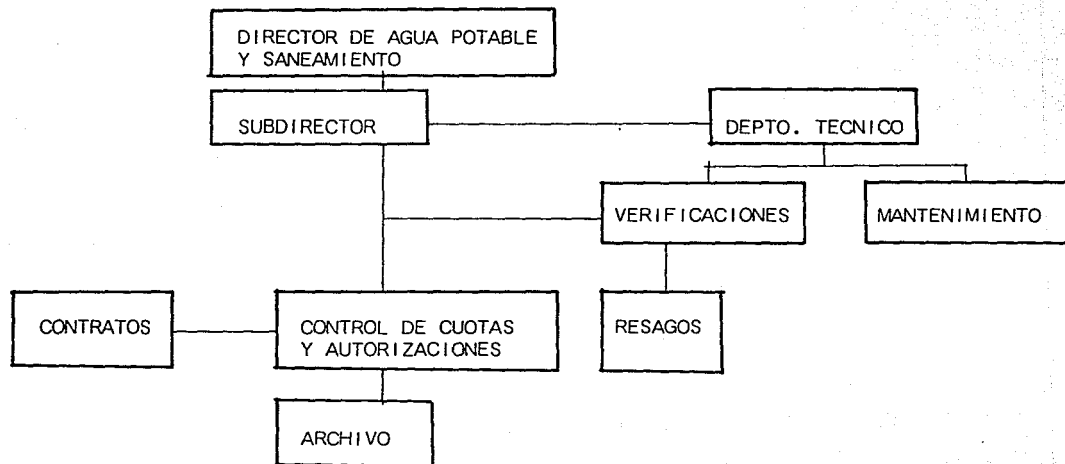 DIRECTOR DE AGUA POTABLE
Y SANEAMIENTO
SUBDIRECTOR
DEPTO. TECNICO
VERIFICACIONES
MANTENIMIENTO
CONTRATOS
CONTROL DE CUOTAS
Y AUTORIZACIONES
RESAGOS
ARCHIVO